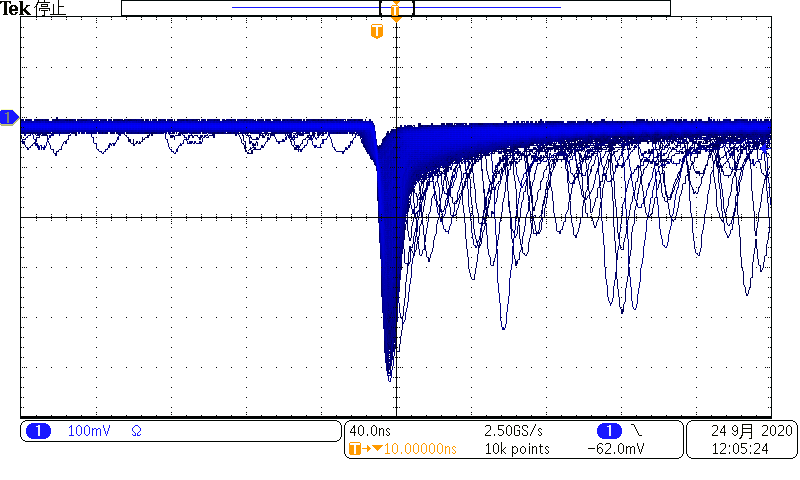 Tek 停止
T
T
1
1 100mV Ω
40.0ns 2.50GS/s 1
T→▼10.00000ns 10k points −62.0mV
24 9月 2020
12:05:24